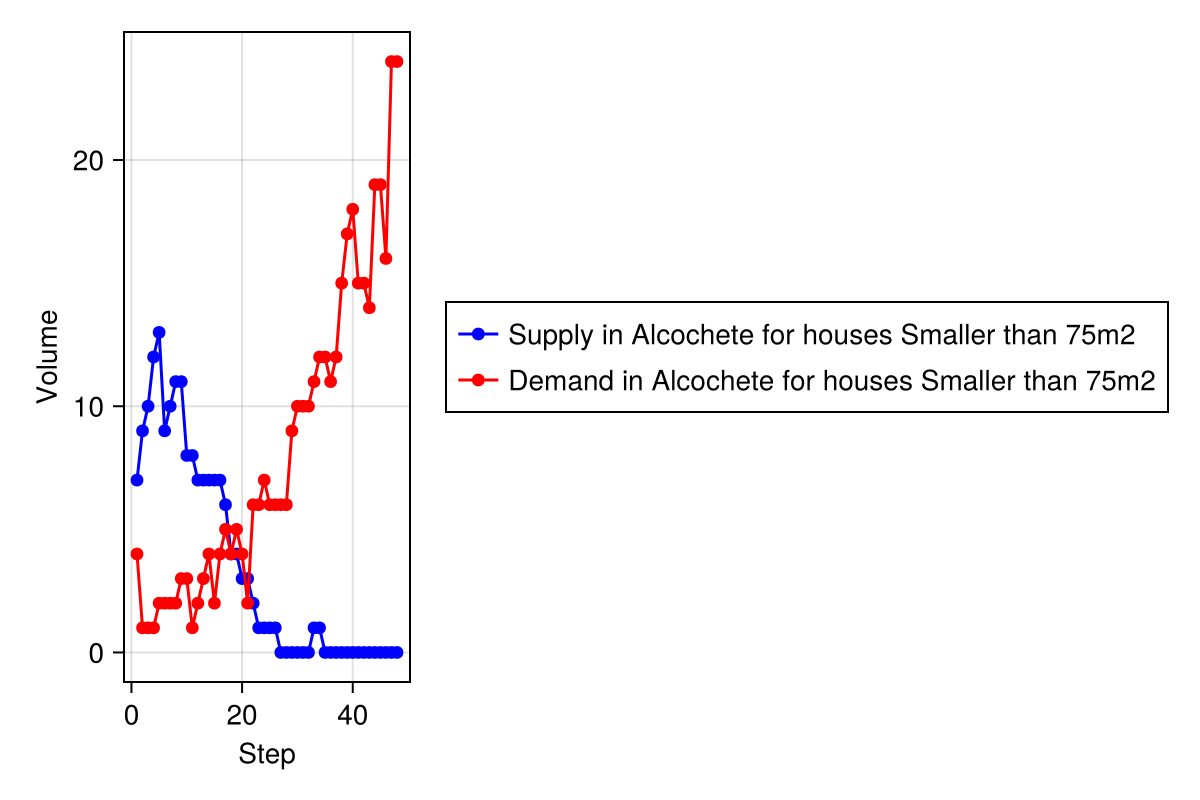 Volume
20
10
0
0 20 40
Step
Supply in Alcochete for houses Smaller than 75m2
Demand in Alcochete for houses Smaller than 75m2